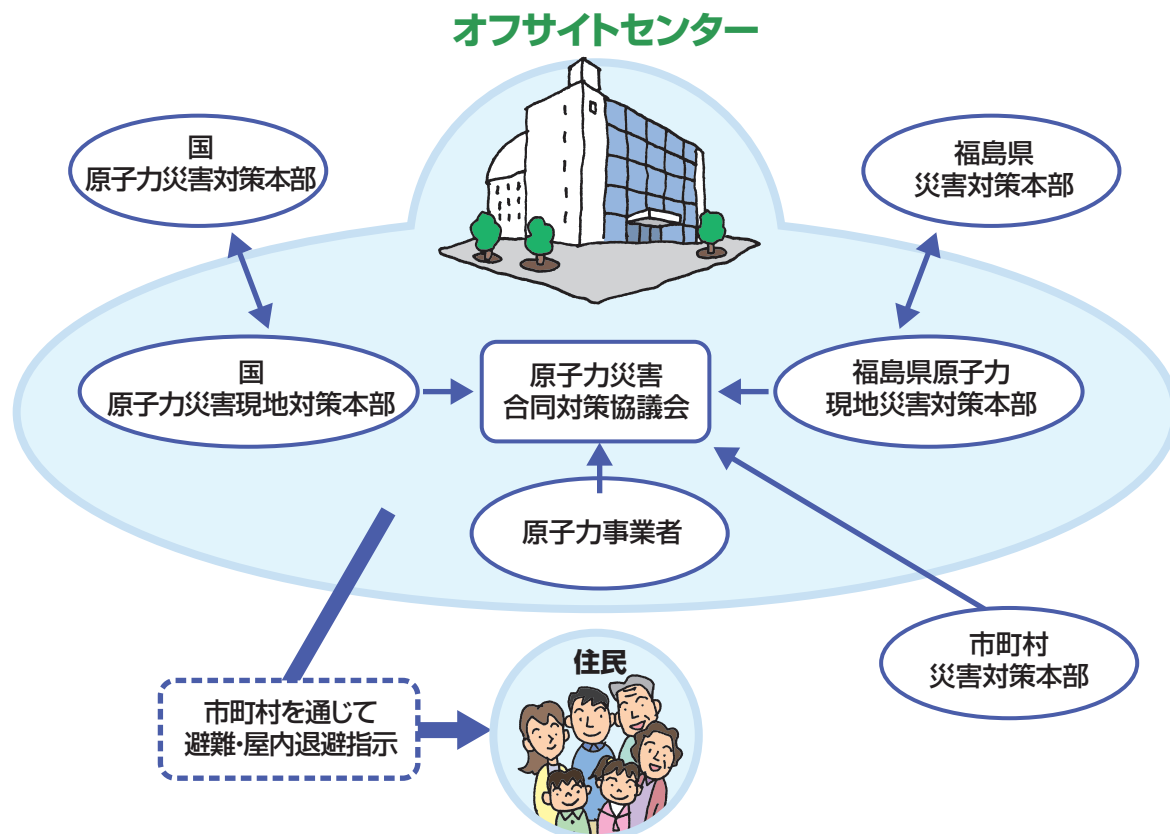 オフサイトセンター
国
原子力災害対策本部
福島県
災害対策本部
国
原子力災害現地対策本部
原子力災害
合同対策協議会
福島県原子力
現地災害対策本部
原子力事業者
市町村
災害対策本部
住民
市町村を通じて
避難・屋内退避指示